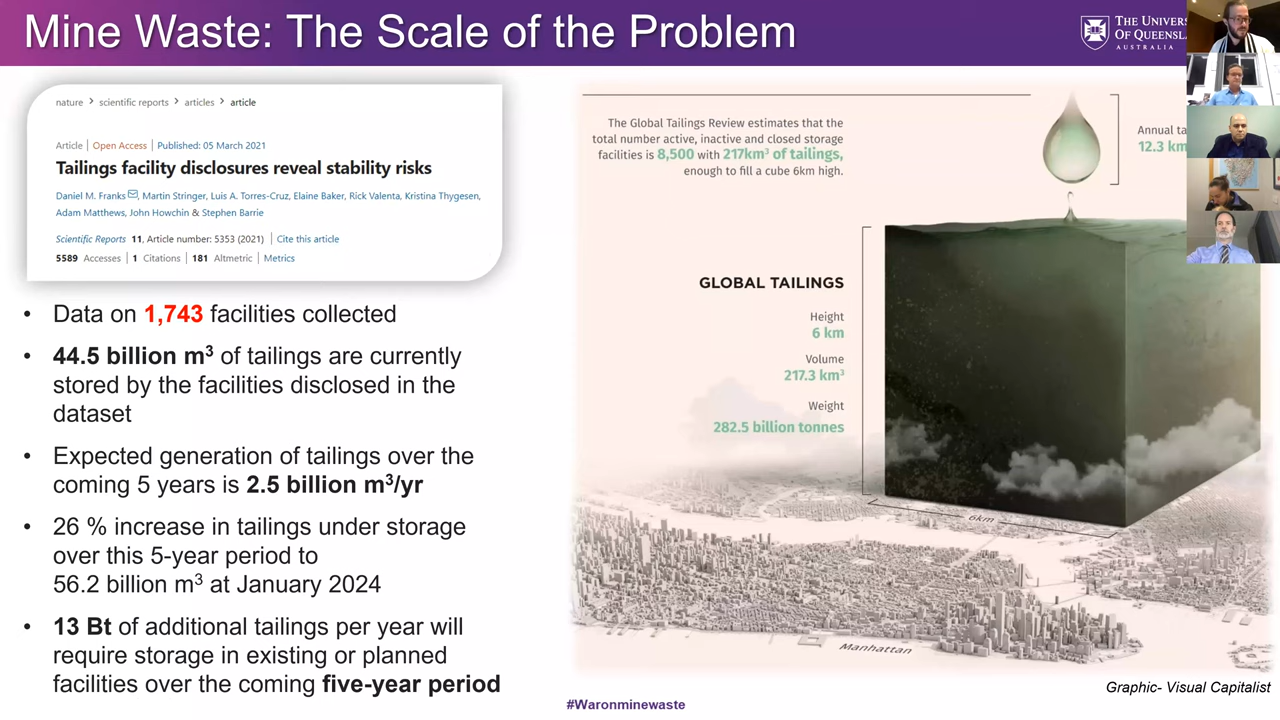 Mine Waste: The Scale of the Problem
THE UNIVERS
OF QUEENSLA
AUSTRALIA
nature > scientific reports > articles > article
Article | Open Access | Published: 05 March 2021
Tailings facility disclosures reveal stability risks
Daniel M. Franks, Martin Stringer, Luis A. Torres-Cruz, Elaine Baker, Rick Valenta, Kristina Thygesen,
Adam Matthews, John Howchin & Stephen Barrie
Scientific Reports 11, Article number: 5353 (2021) | Cite this article
5589 Accesses | 1 Citations | 181 Altmetric | Metrics
• Data on 1,743 facilities collected
• 44.5 billion m³ of tailings are currently
stored by the facilities disclosed in the
dataset
• Expected generation of tailings over the
coming 5 years is 2.5 billion m³/yr
• 26 % increase in tailings under storage
over this 5-year period to
56.2 billion m³ at January 2024
• 13 Bt of additional tailings per year will
require storage in existing or planned
facilities over the coming five-year period
The Global Tailings Review estimates that the
total number active, inactive and closed storage
facilities is 8,500 with 217km³ of tailings,
enough to fill a cube 6km high.
Annual ta
12.3 km
GLOBAL TAILINGS
Height
6 km
Volume
217.3 km³
Weight
282.5 billion tonnes
6km
Manhattan
Graphic- Visual Capitalist
#Waronminewaste